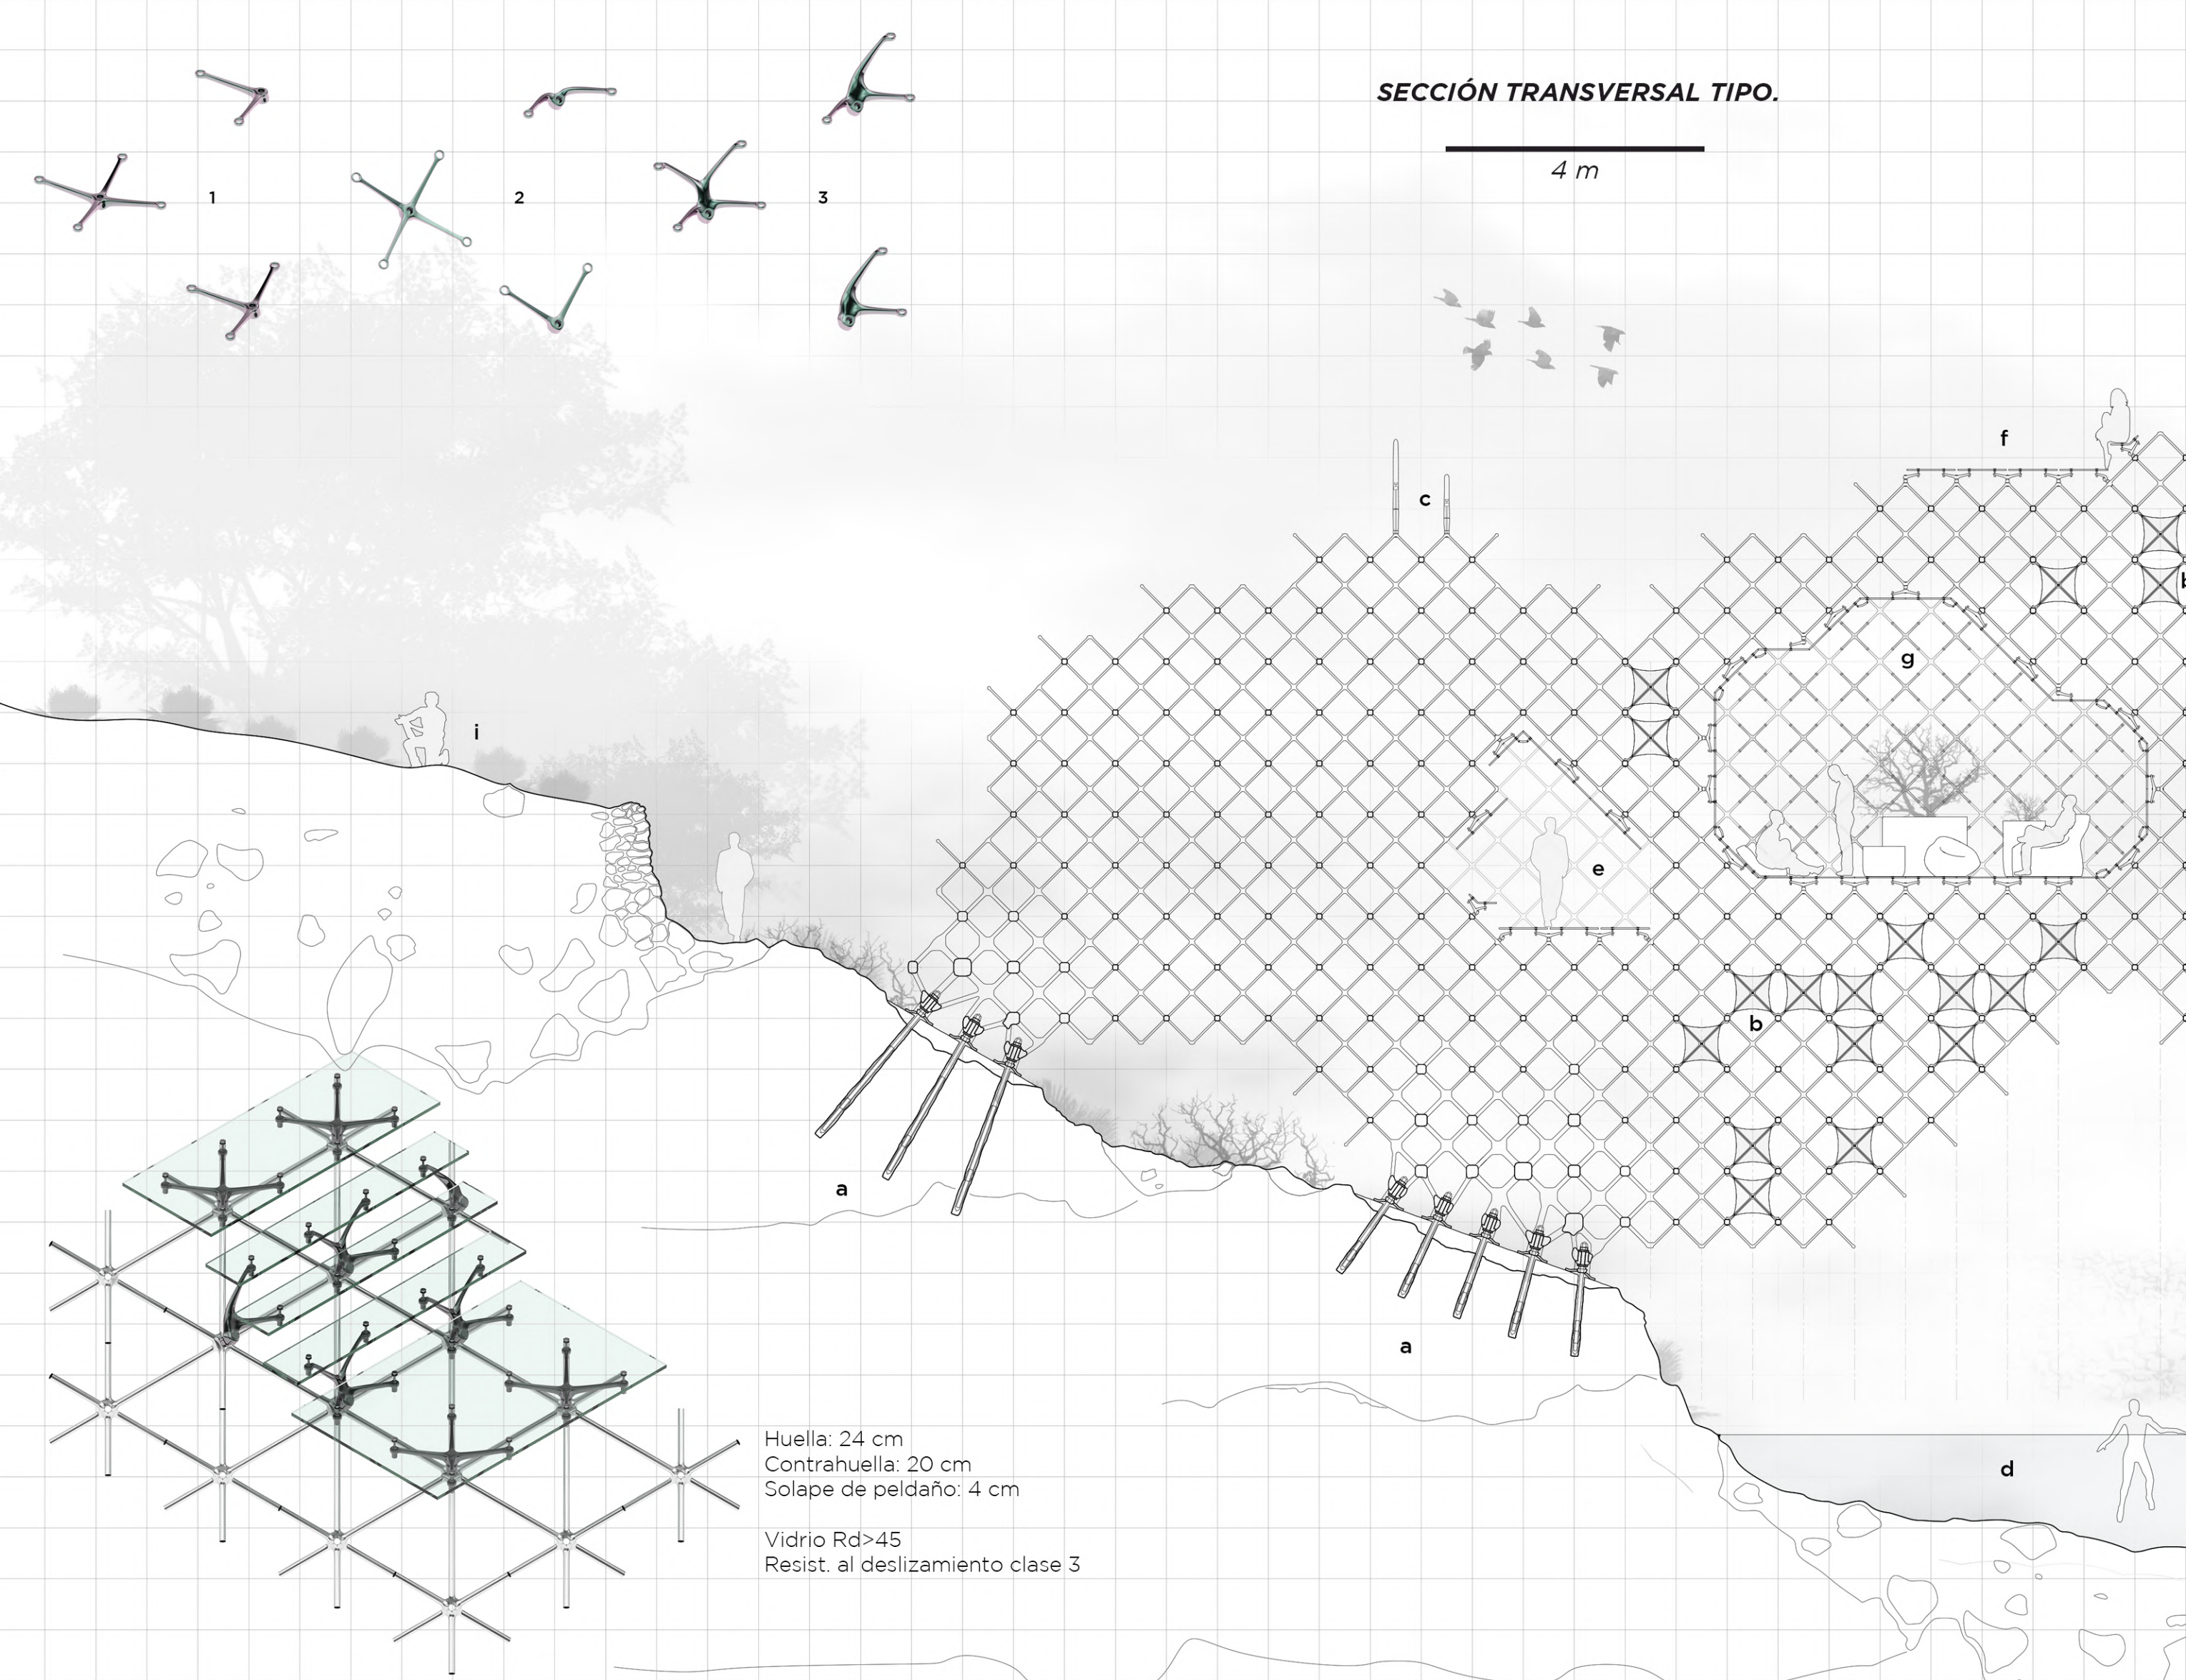 SECCIÓN TRANSVERSAL TIPO.
4 m
1
2
3
f
c
b
g
i
e
b
a
a
d
Huella: 24 cm
Contrahuella: 20 cm
Solape de peldaño: 4 cm
Vidrio Rd>45
Resist. al deslizamiento clase 3